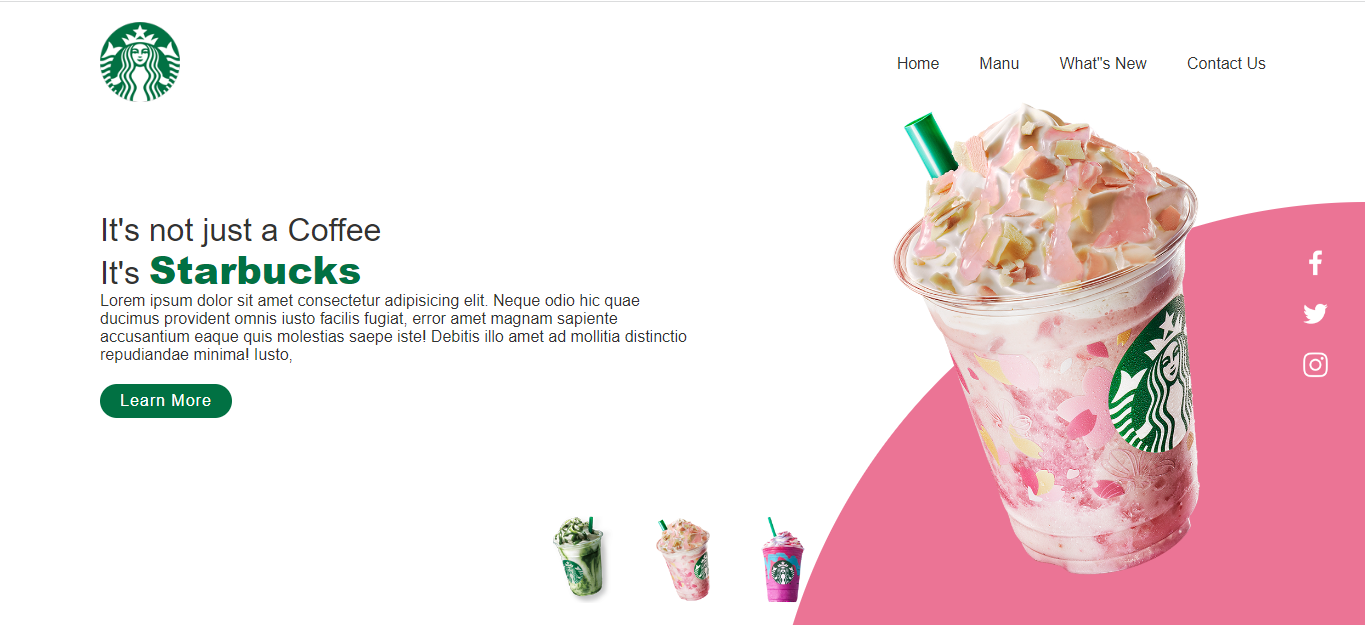 Home Manu What"s New Contact Us
It's not just a Coffee
It's Starbucks
Lorem ipsum dolor sit amet consectetur adipisicing elit. Neque odio hic quae
ducimus provident omnis iusto facilis fugiat, error amet magnam sapiente
accusantium eaque quis molestias saepe iste! Debitis illo amet ad mollitia distinctio
repudiandae minima! Iusto,
Learn More